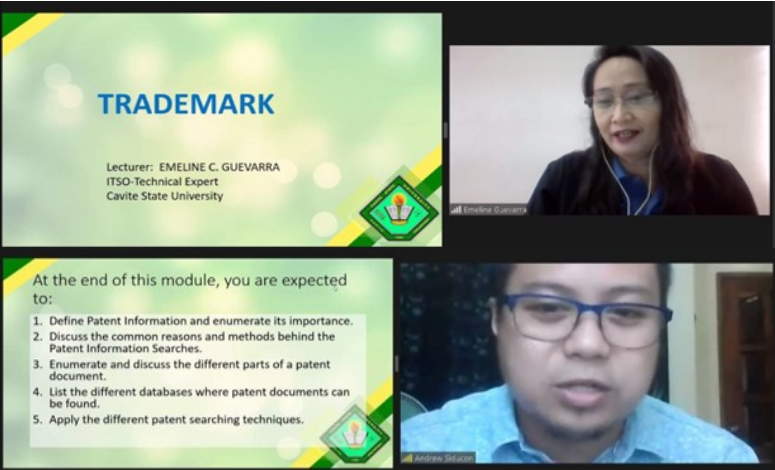 TRADEMARK
Lecturer: EMELINE C. GUEVARRA
ITSO-Technical Expert
Cavite State University
Emeline Guevarra
At the end of this module, you are expected
to:
1. Define Patent Information and enumerate its importance.
2. Discuss the common reasons and methods behind the
Patent Information Searches.
3. Enumerate and discuss the different parts of a patent
document.
4. List the different databases where patent documents can
be found.
5. Apply the different patent searching techniques.
Andrew Siducon